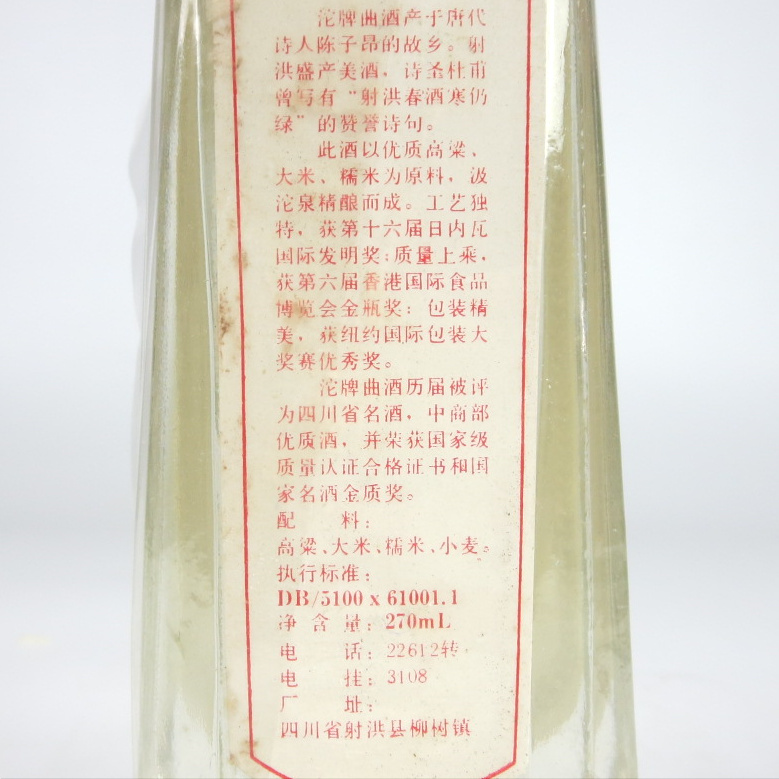 沱牌曲酒产于唐代
诗人陈子昂的故乡。射
洪盛产美酒，诗圣杜甫
曾写有“射洪春酒寒仍
绿”的赞誉诗句。
此酒以优质高粱、
大米、糯米为原料，汲
沱泉精酿而成。工艺独
特，获第十六届日内瓦
国际发明奖；质量上乘，
获第六届香港国际食品
博览会金瓶奖；包装精
美，获纽约国际包装大
奖赛优秀奖。
沱牌曲酒历届被评
为四川省名酒，中商部
优质酒，并荣获国家级
质量认证合格证书和国
家名酒金质奖。
配 料：
高粱、大米、糯米、小麦。
执行标准：
DB/5100 x 61001.1
净含量：270mL
电 话：22612转
电 挂：3108
厂 址：
四川省射洪县柳树镇